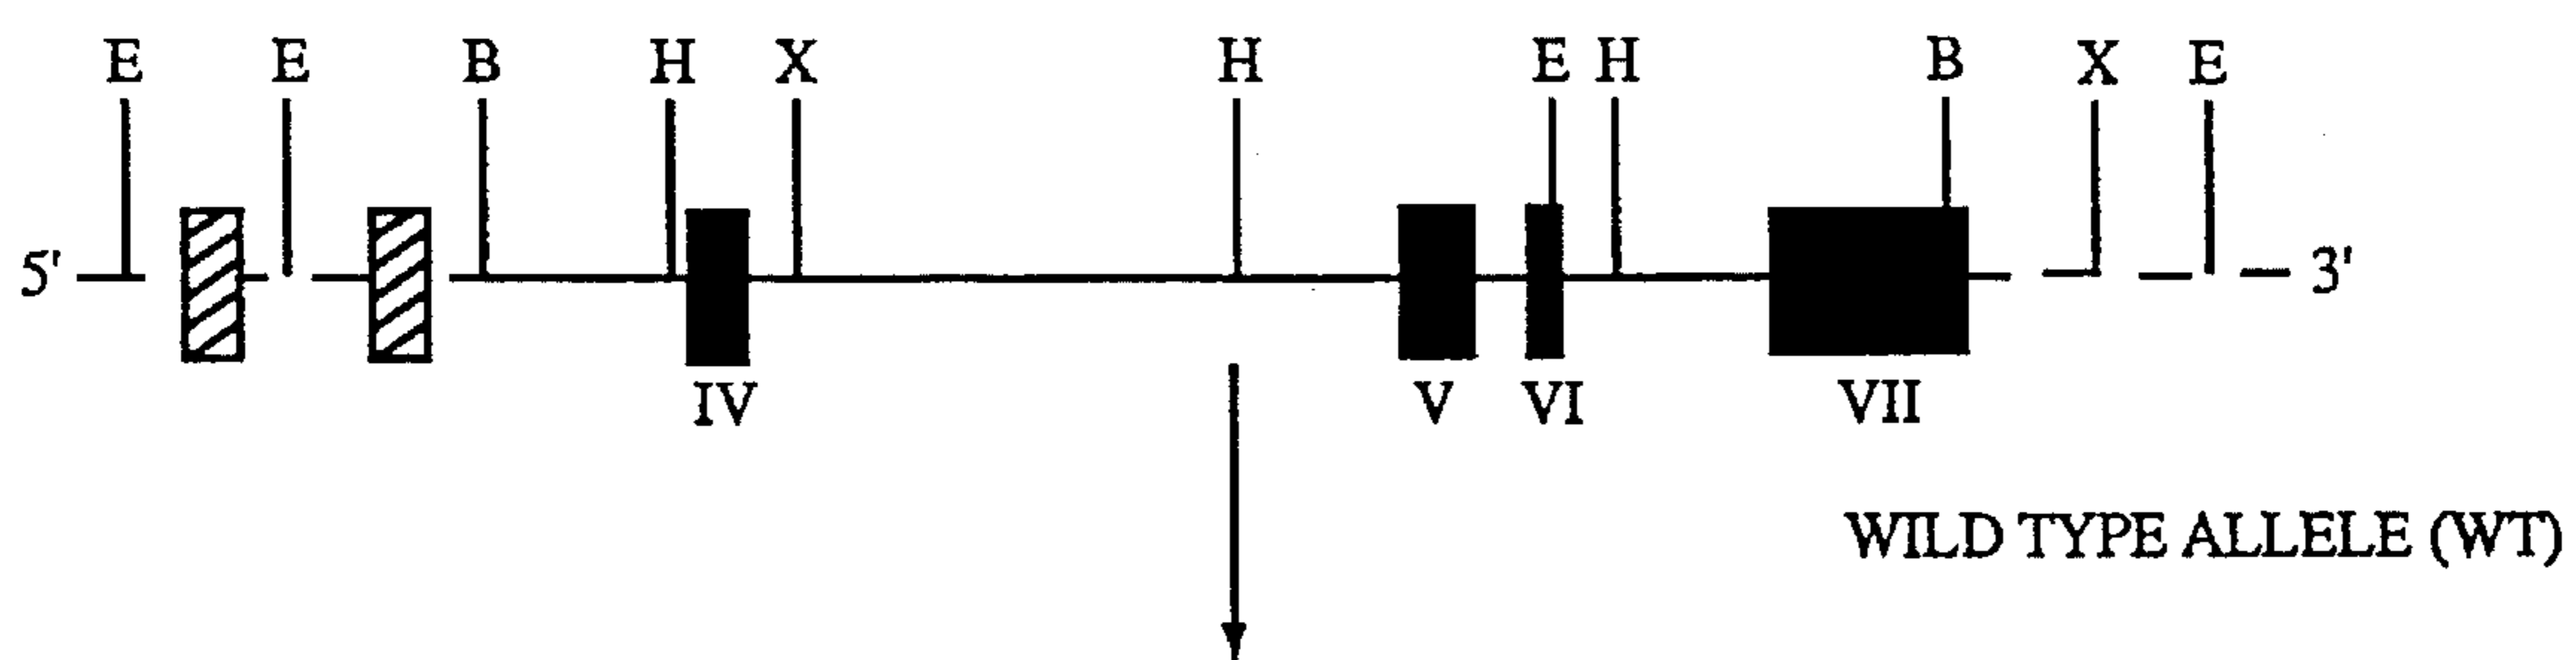 E E B H X H E H B X E
5' 3'
IV V VI VII
WILD TYPE ALLELE (WT)